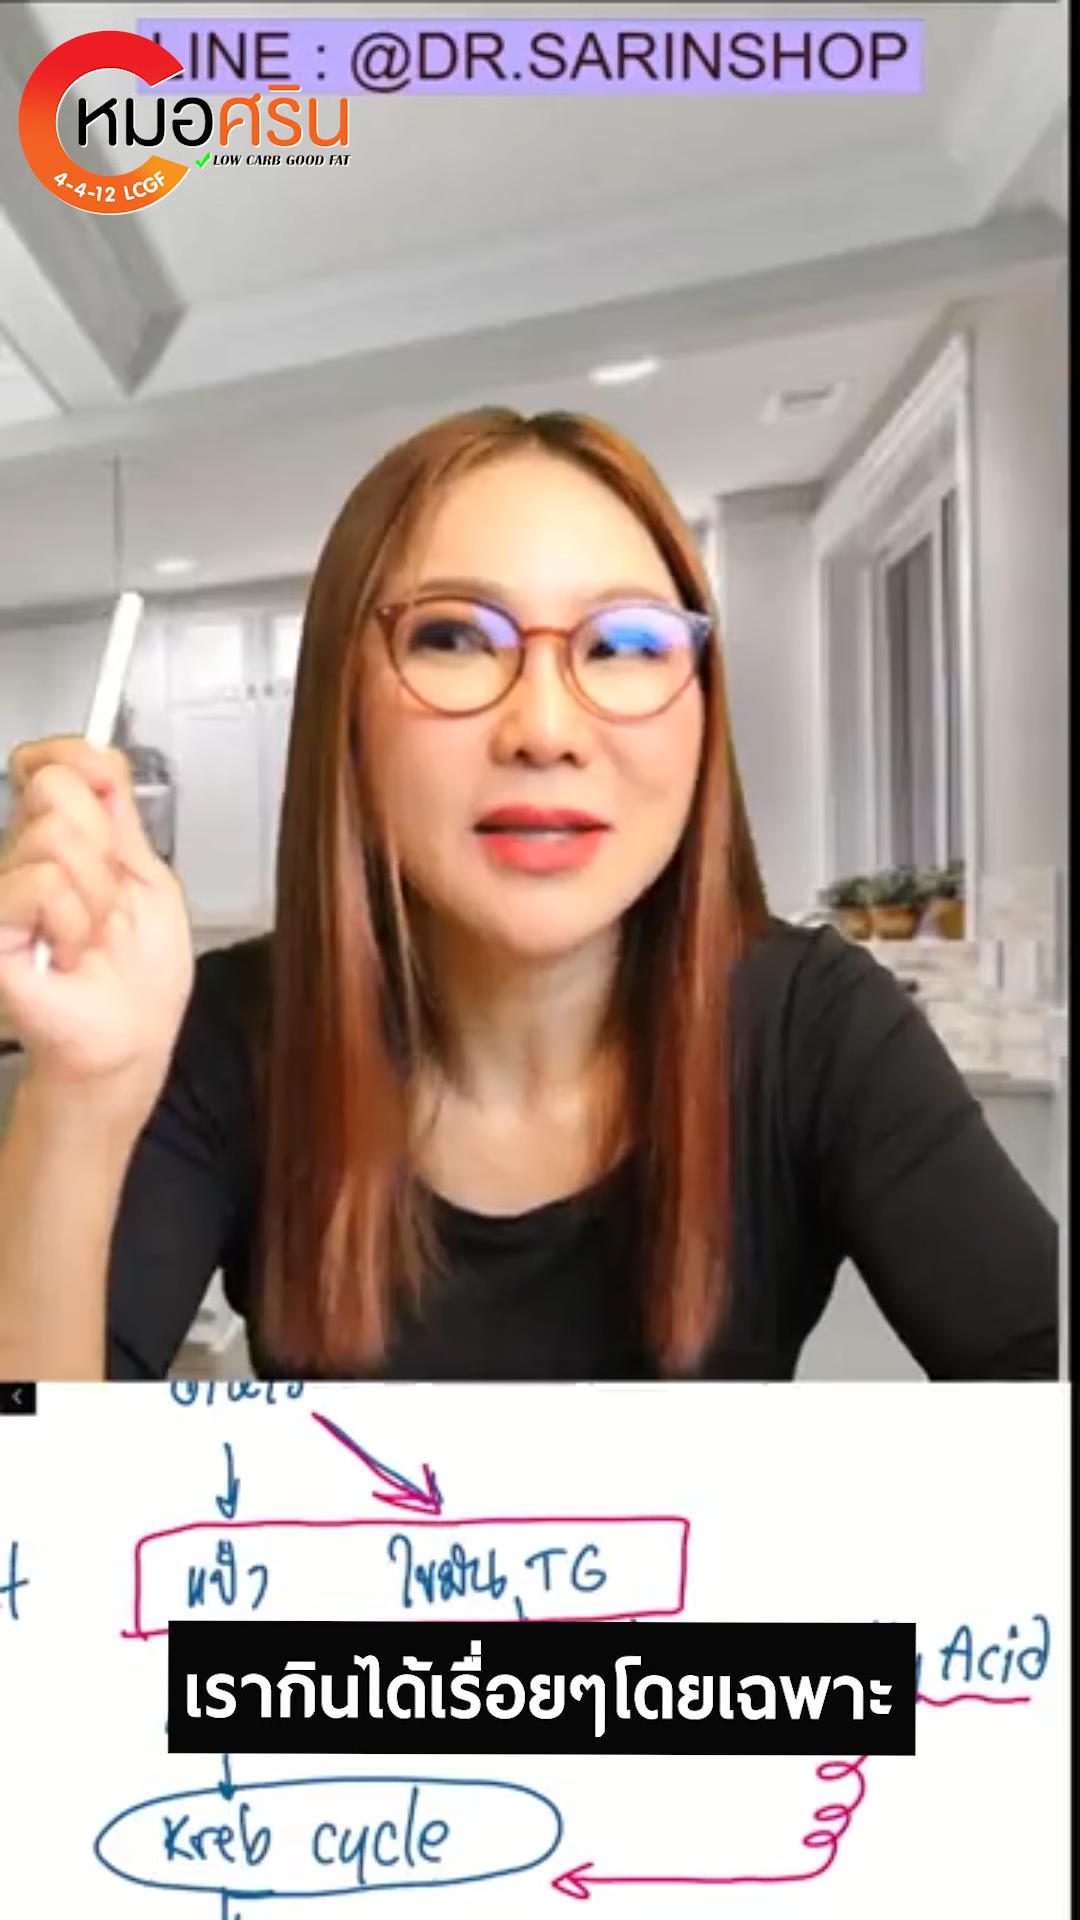 LINE : @DR.SARINSHOP
หมอศริน
LOW CARB GOOD FAT
4-4-12 LCGF
แป้ง ไขมัน, TG
Acid
เรากินได้เรื่อยๆโดยเฉพาะ
Kreb cycle